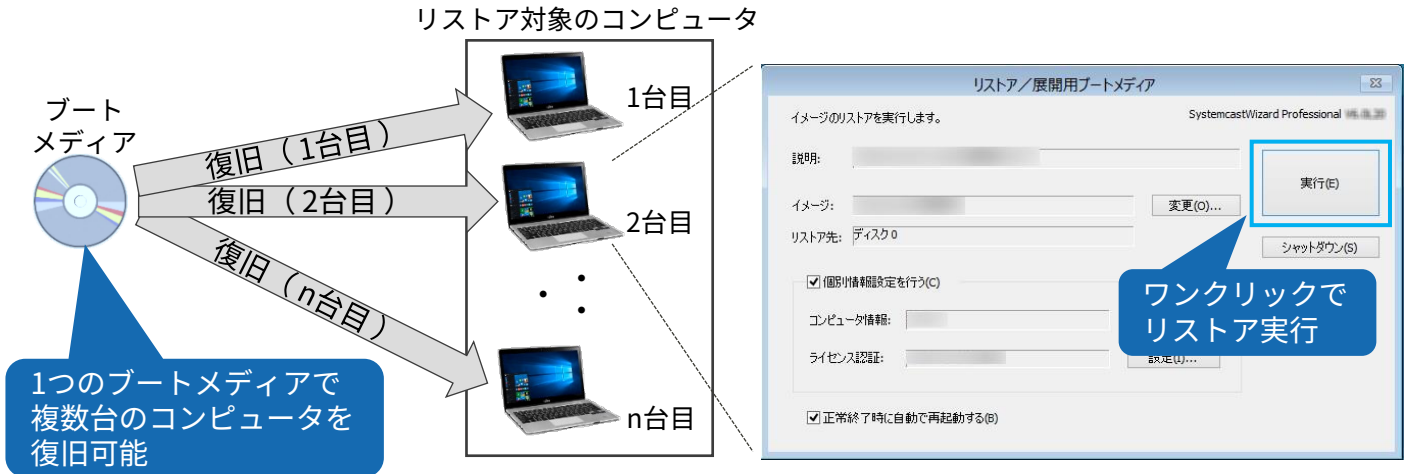 リストア対象のコンピュータ
ブート
メディア
復旧（1台目）
復旧（2台目）
復旧（n台目）
1台目
2台目
n台目
1つのブートメディアで
複数台のコンピュータを
復旧可能
リストア／展開用ブートメディア
イメージのリストアを実行します。
SystemcastWizard Professional
説明:
実行(E)
イメージ:
変更(O)...
リストア先:
ディスク 0
シャットダウン(S)
個別情報設定を行う(C)
ワンクリックで
リストア実行
コンピュータ情報:
ライセンス認証:
設定(I)...
正常終了時に自動で再起動する(B)